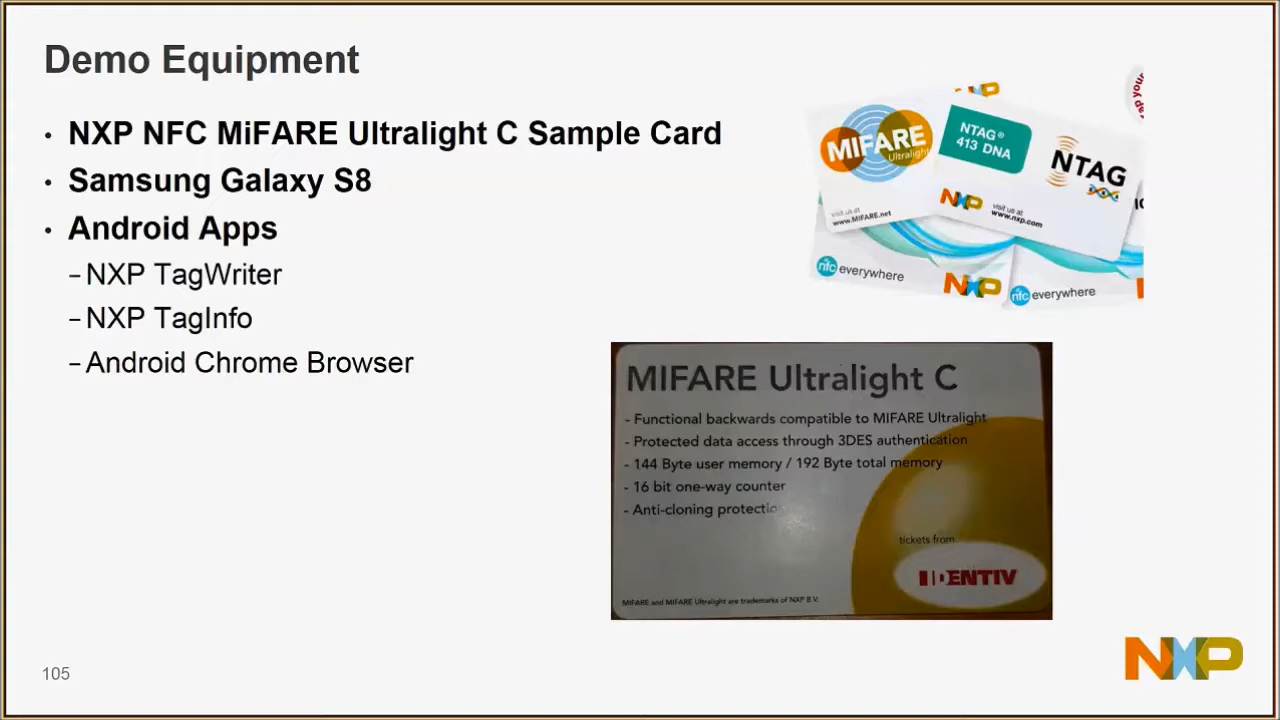 Demo Equipment
• NXP NFC MiFARE Ultralight C Sample Card
• Samsung Galaxy S8
• Android Apps
– NXP TagWriter
– NXP TagInfo
– Android Chrome Browser
MIFARE
Ultralight
visit us at
www.MIFARE.net
NTAG®
413 DNA
NTAG
NXP
visit us at
www.nxp.com
nfc everywhere
NXP
nfc everywhere
MIFARE Ultralight C
- Functional backwards compatible to MIFARE Ultralight
- Protected data access through 3DES authentication
- 144 Byte user memory / 192 Byte total memory
- 16 bit one-way counter
- Anti-cloning protectio
tickets from
IDENTIV
MIFARE and MIFARE Ultralight are trademarks of NXP B.V.
105
NXP